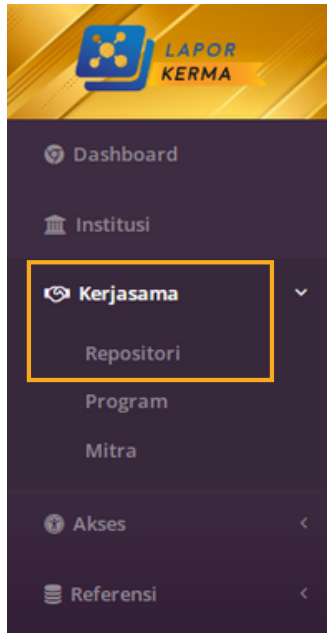 LAPOR
KERMA
Dashboard
Institusi
Kerjasama
Repositori
Program
Mitra
Akses
Referensi